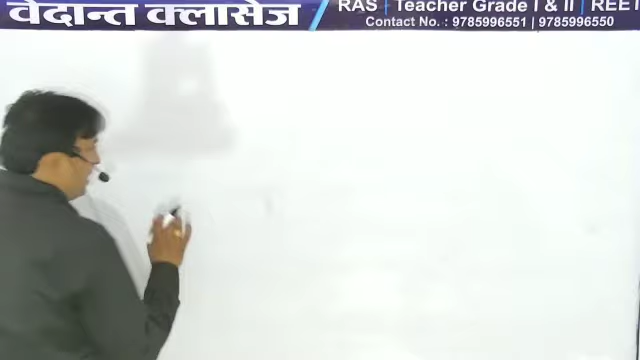 वेदान्त क्लासेज
RAS | Teacher Grade I & II | REET
Contact No. : 9785996551 | 9785996550